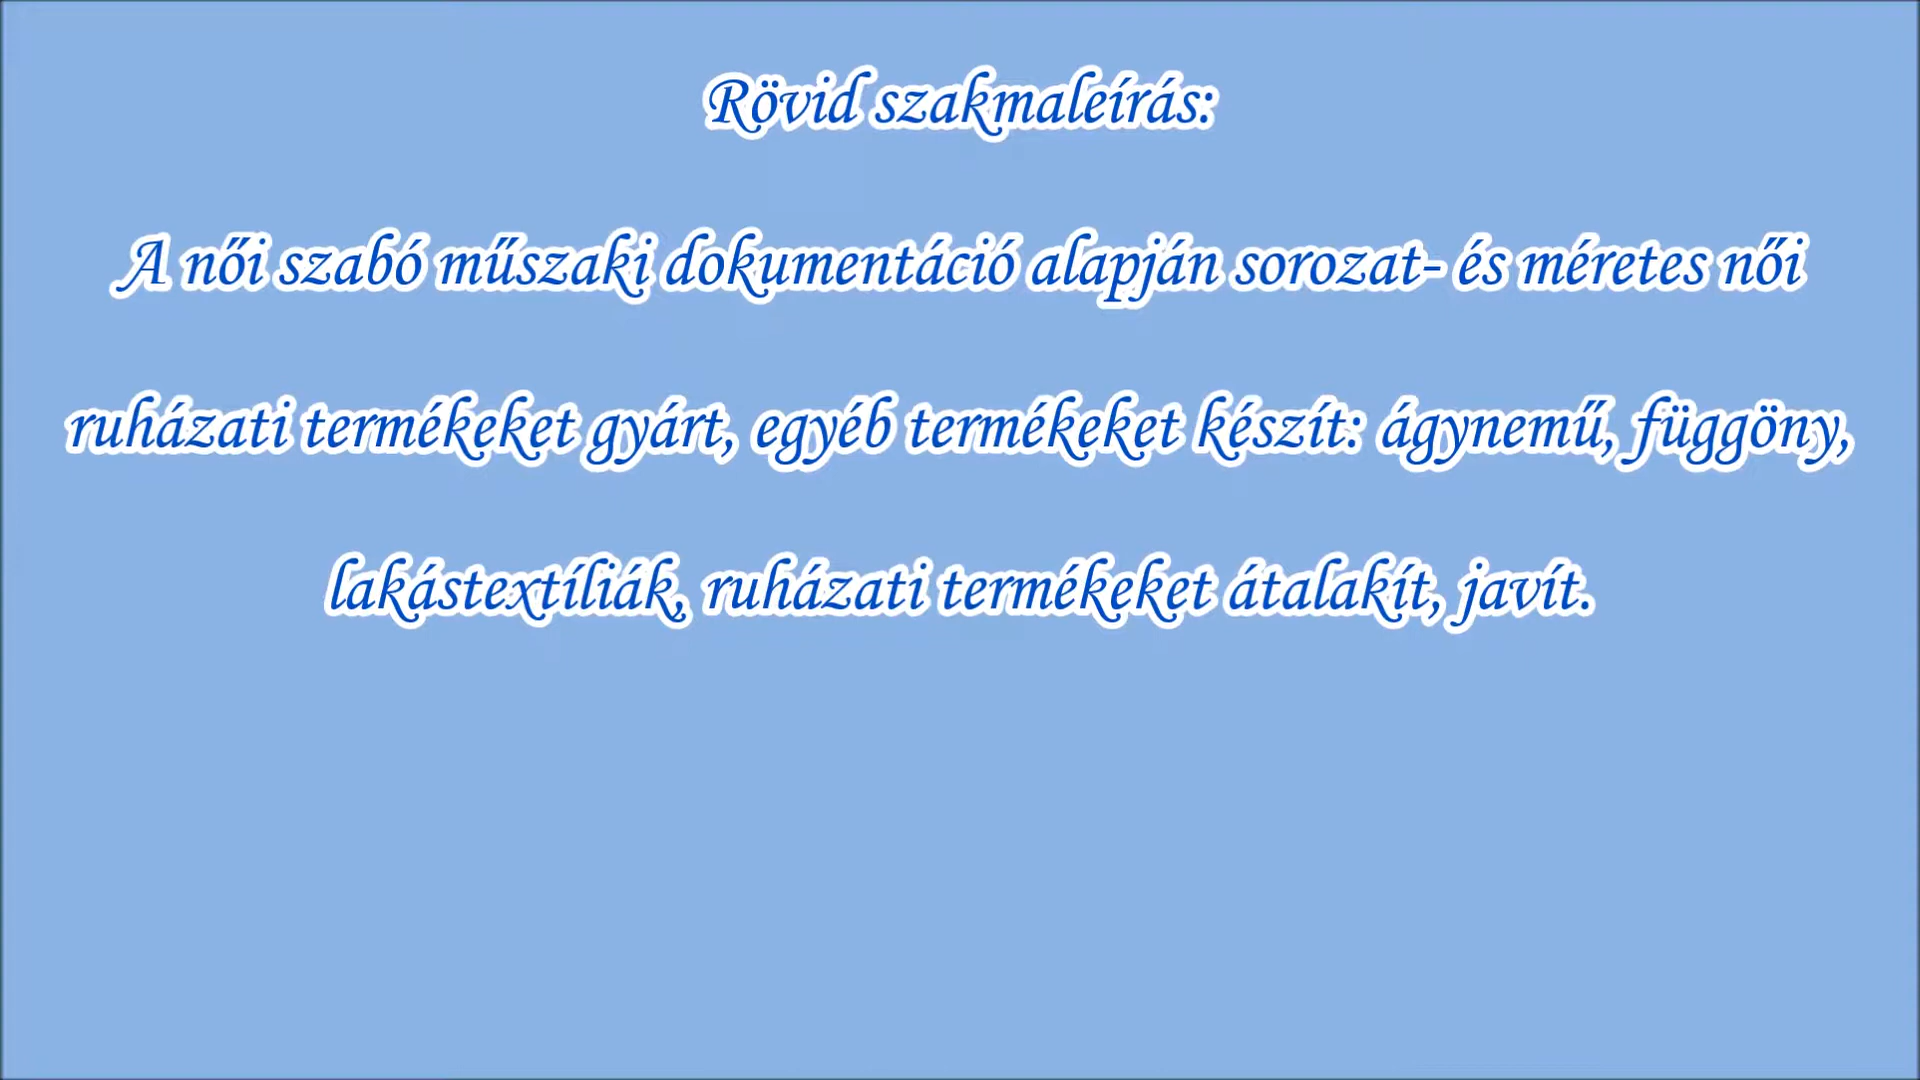 Rövid szakmaleírás:
A női szabó műszaki dokumentáció alapján sorozat- és méretes női
ruházati termékeket gyárt, egyéb termékeket készít: ágynemű, függöny,
lakástextíliák, ruházati termékeket átalakít, javít.